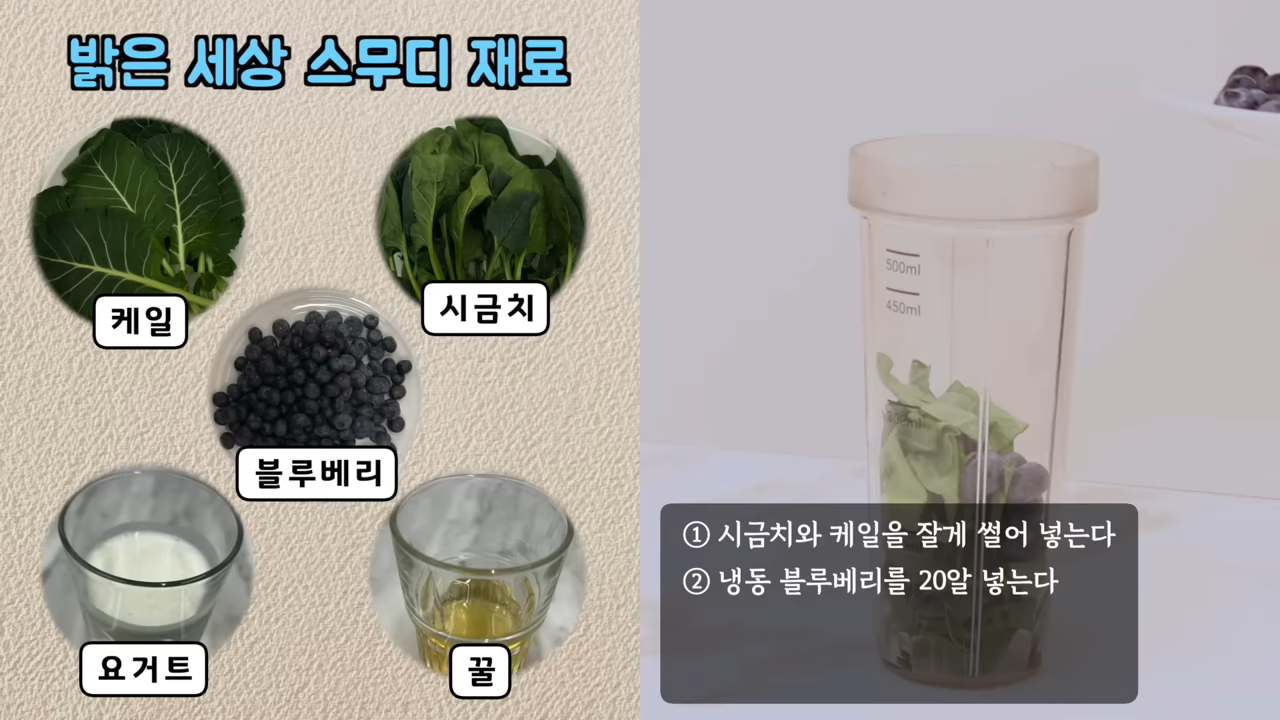 밝은 세상 스무디 재료
케일
시금치
블루베리
요거트
꿀
500ml
450ml
① 시금치와 케일을 잘게 썰어 넣는다
② 냉동 블루베리를 20알 넣는다